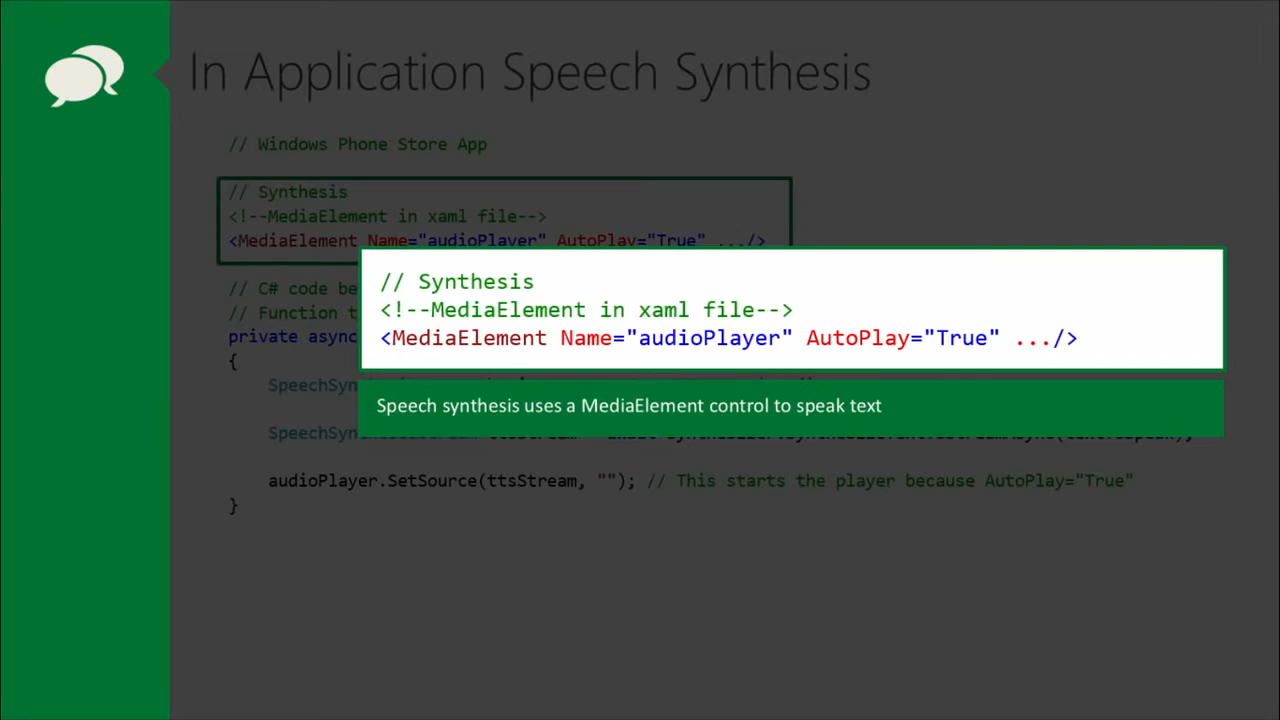 In Application Speech Synthesis
// Windows Phone Store App
// Synthesis
<!--MediaElement in xaml file-->
<MediaElement Name="audioPlayer" AutoPlay="True" .../>
// Synthesis
<!--MediaElement in xaml file-->
<MediaElement Name="audioPlayer" AutoPlay="True" .../>
Speech synthesis uses a MediaElement control to speak text
// C# code be
// Function t
private async
{
SpeechSyn
SpeechSyn
audioPlayer.SetSource(ttsStream, ""); // This starts the player because AutoPlay="True"
}